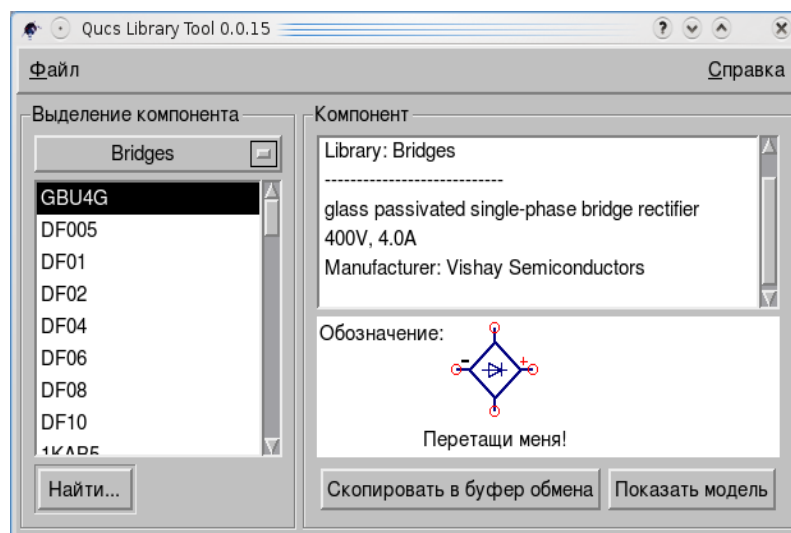 Qucs Library Tool 0.0.15
Файл
Справка
Выделение компонента
Bridges
GBU4G
DF005
DF01
DF02
DF04
DF06
DF08
DF10
Найти...
Компонент
Library: Bridges
----------------------------
glass passivated single-phase bridge rectifier
400V, 4.0A
Manufacturer: Vishay Semiconductors
Обозначение:
- +
Перетащи меня!
Скопировать в буфер обмена
Показать модель